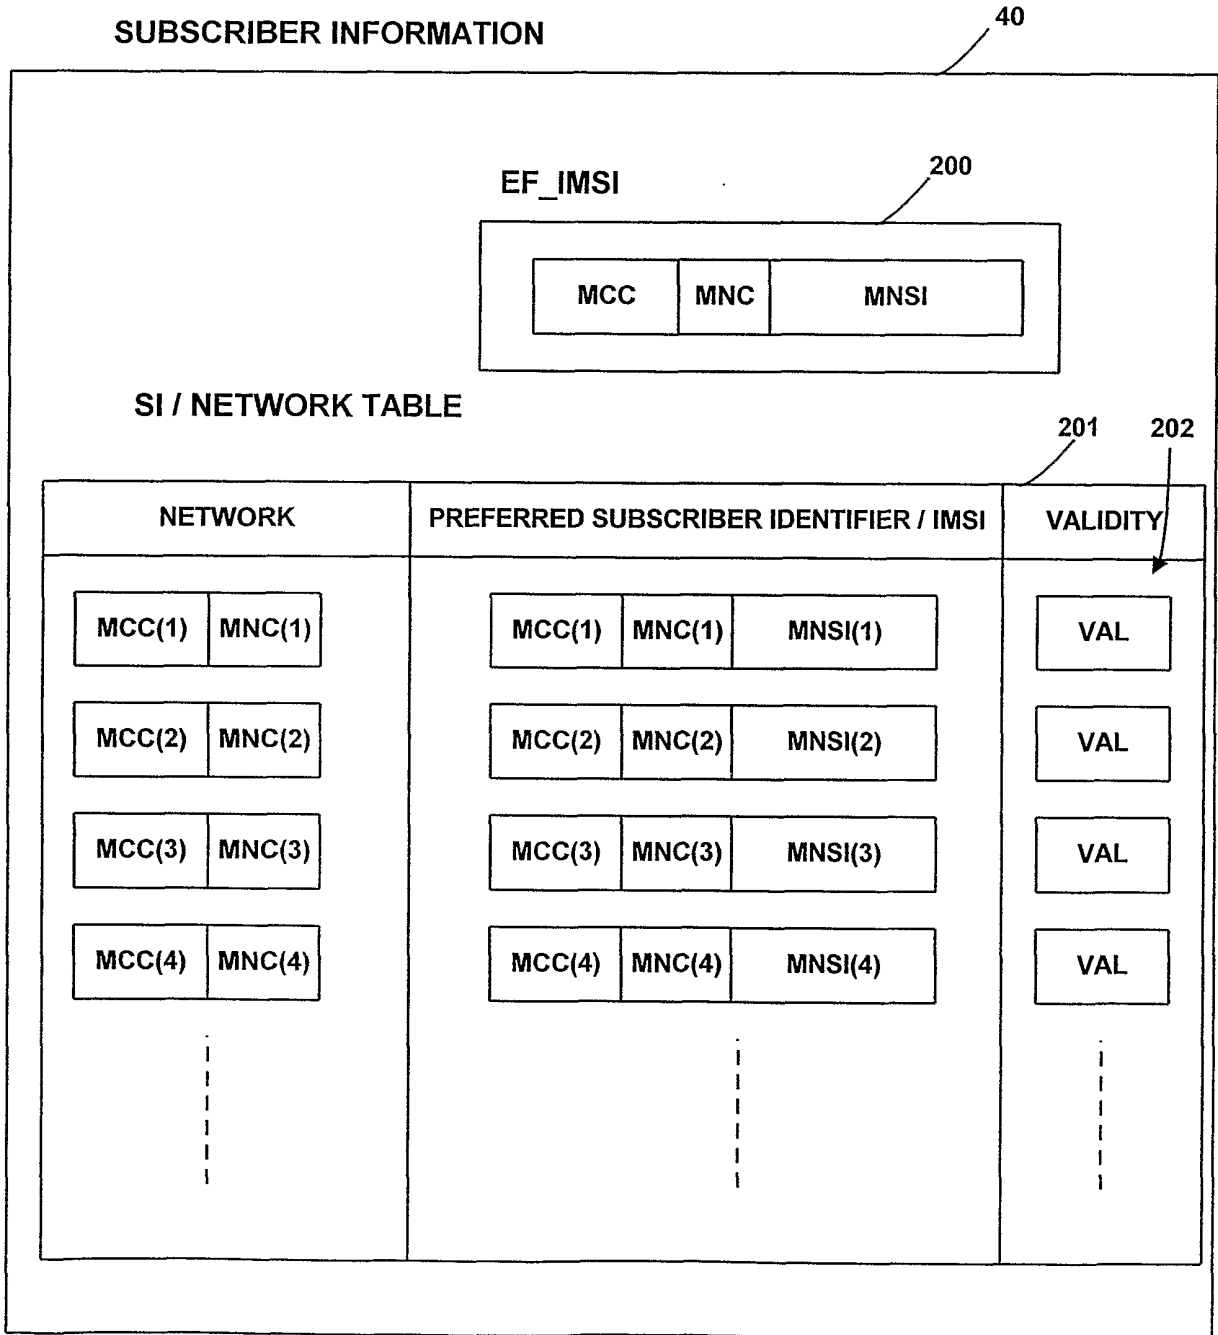 SUBSCRIBER INFORMATION
40
EF_IMSI
200
MCC MNC MNSI
SI / NETWORK TABLE
201 202
NETWORK PREFERRED SUBSCRIBER IDENTIFIER / IMSI VALIDITY
MCC(1) MNC(1) MCC(1) MNC(1) MNSI(1) VAL
MCC(2) MNC(2) MCC(2) MNC(2) MNSI(2) VAL
MCC(3) MNC(3) MCC(3) MNC(3) MNSI(3) VAL
MCC(4) MNC(4) MCC(4) MNC(4) MNSI(4) VAL